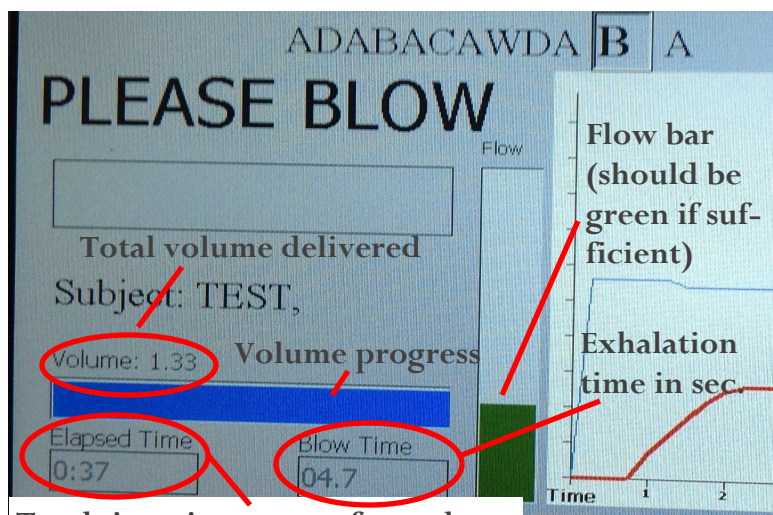 ADABACAWDA B A
PLEASE BLOW
Flow
Flow bar
(should be
green if suf-
ficient)
Total volume delivered
Subject: TEST,
Volume: 1.33
Volume progress
Exhalation
time in sec.
Elapsed Time
0:37
Blow Time
04.7
Time 1 2